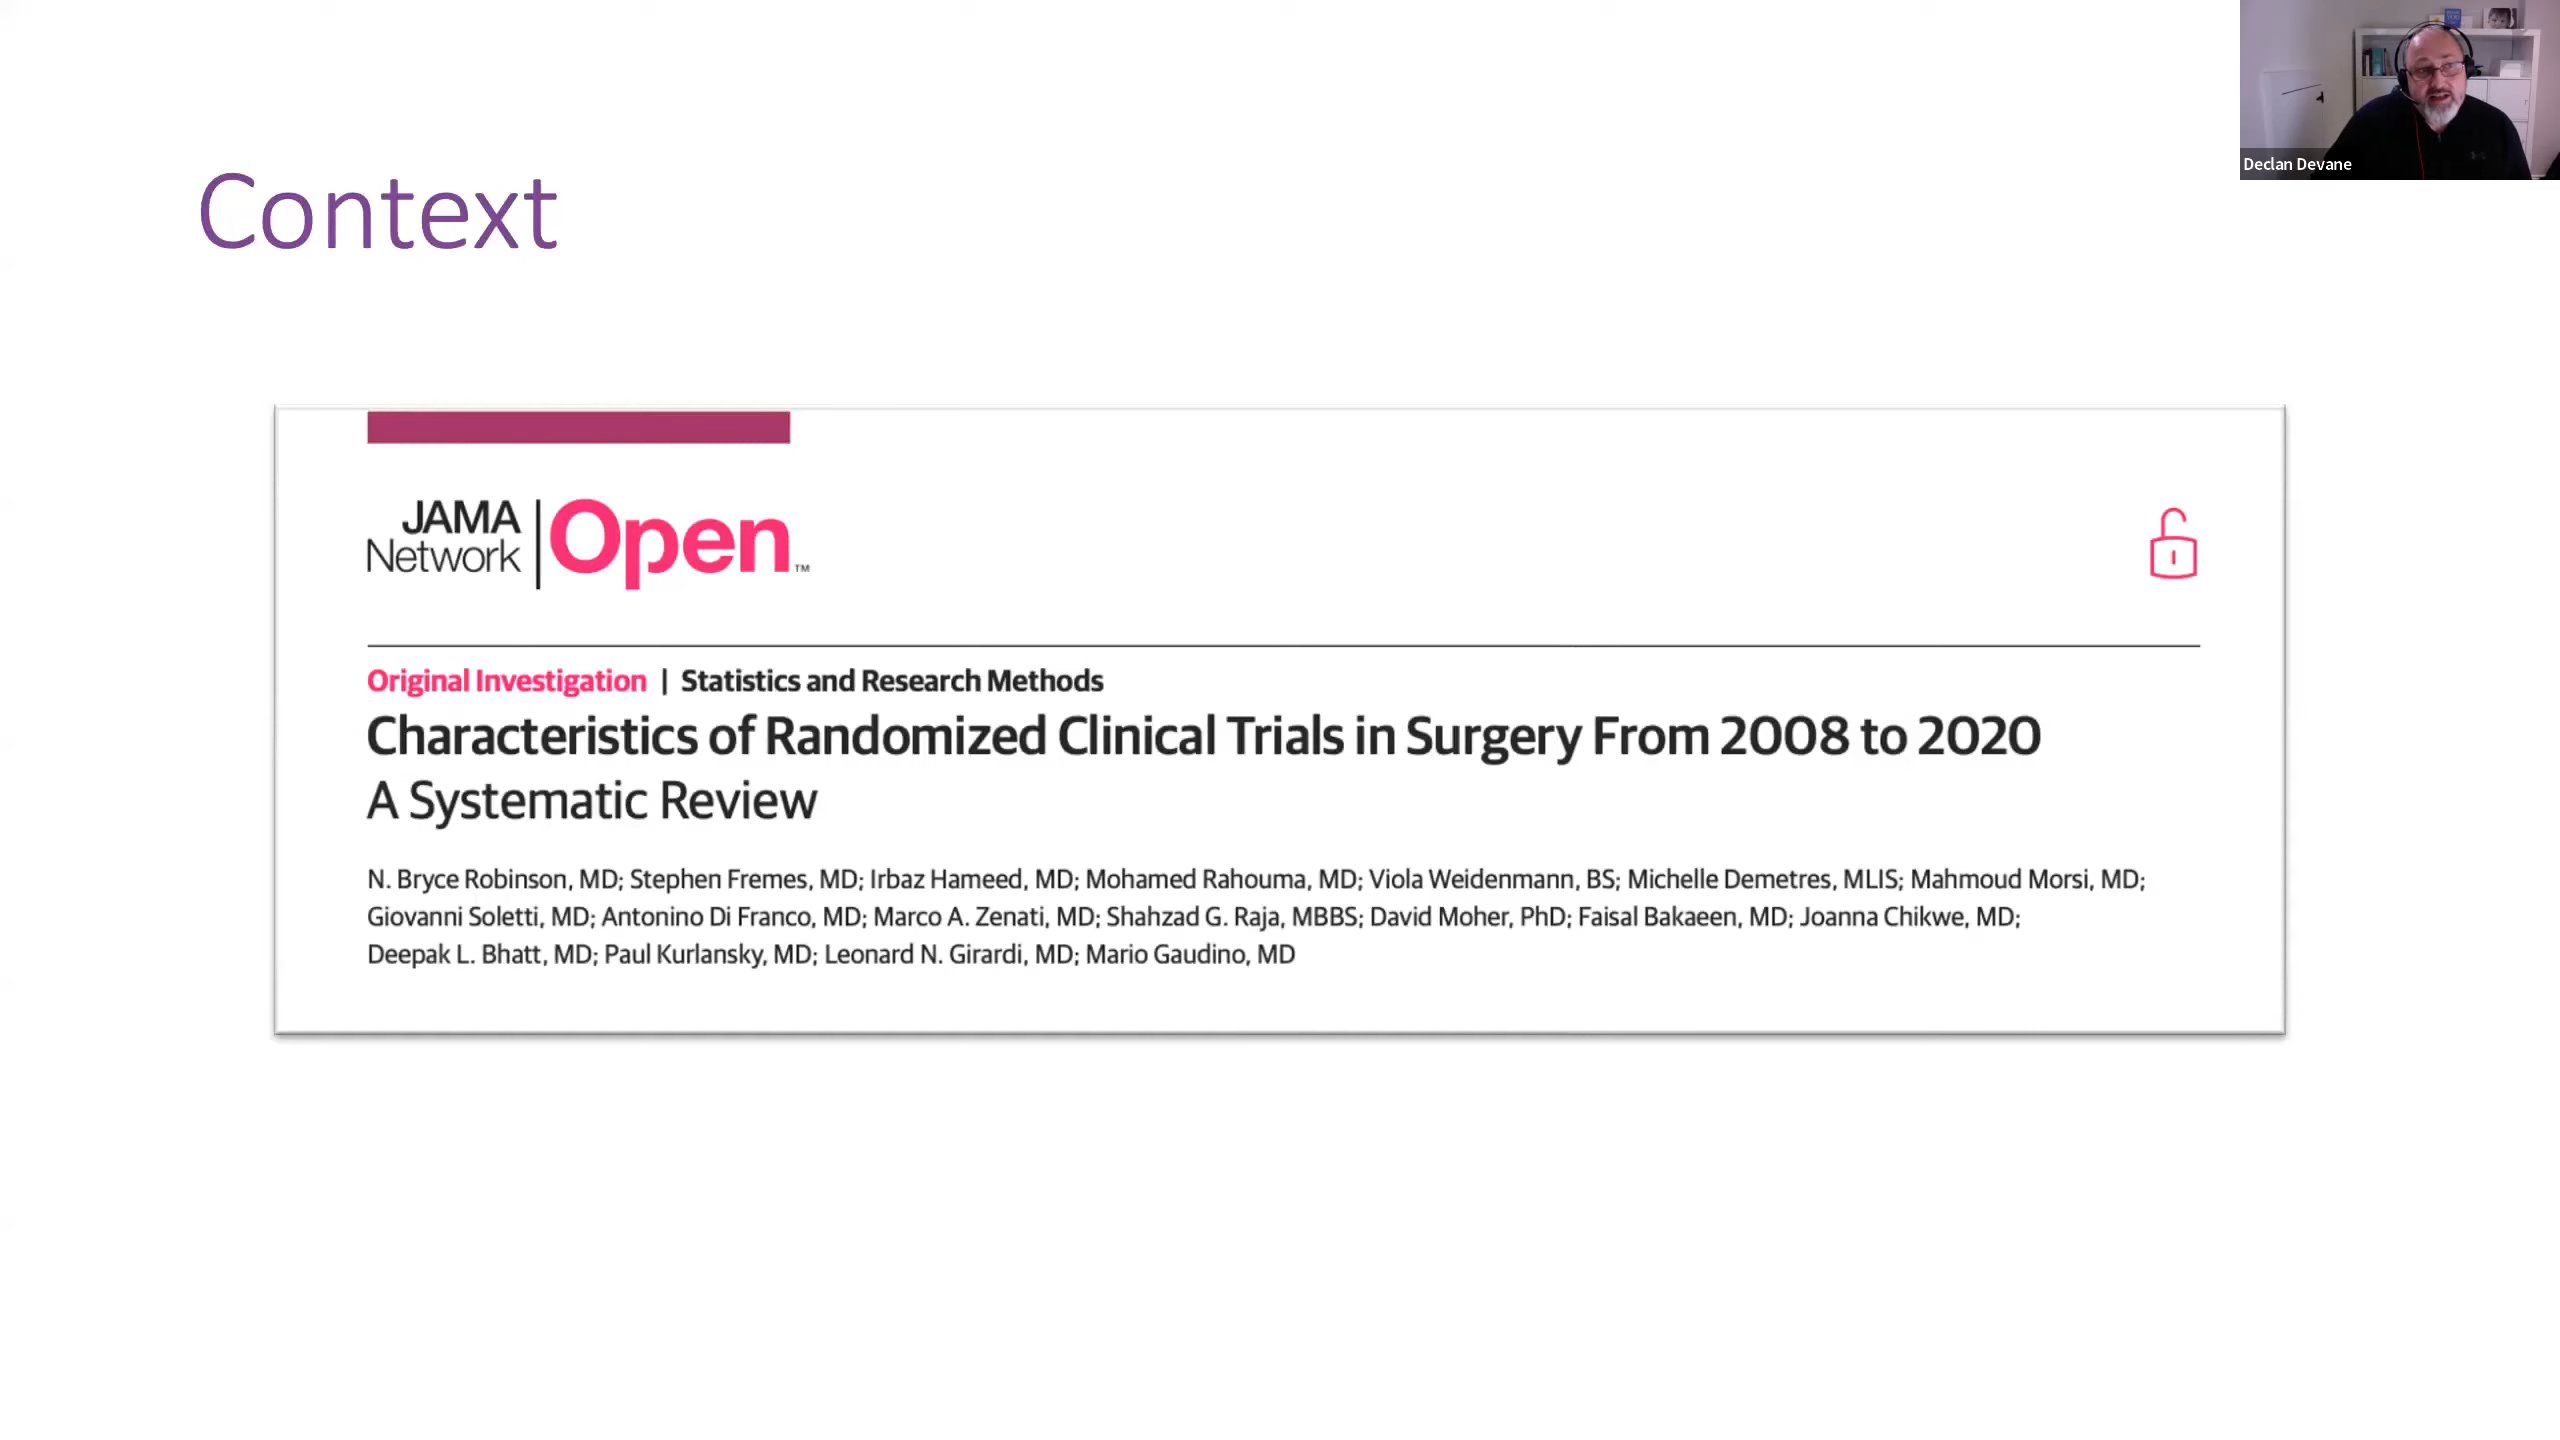 Declan Devane
Context
JAMA
Network
Open™
Original Investigation | Statistics and Research Methods
Characteristics of Randomized Clinical Trials in Surgery From 2008 to 2020
A Systematic Review
N. Bryce Robinson, MD; Stephen Fremes, MD; Irbaz Hameed, MD; Mohamed Rahouma, MD; Viola Weidenmann, BS; Michelle Demetres, MLIS; Mahmoud Morsi, MD;
Giovanni Soletti, MD; Antonino Di Franco, MD; Marco A. Zenati, MD; Shahzad G. Raja, MBBS; David Moher, PhD; Faisal Bakaeen, MD; Joanna Chikwe, MD;
Deepak L. Bhatt, MD; Paul Kurlansky, MD; Leonard N. Girardi, MD; Mario Gaudino, MD